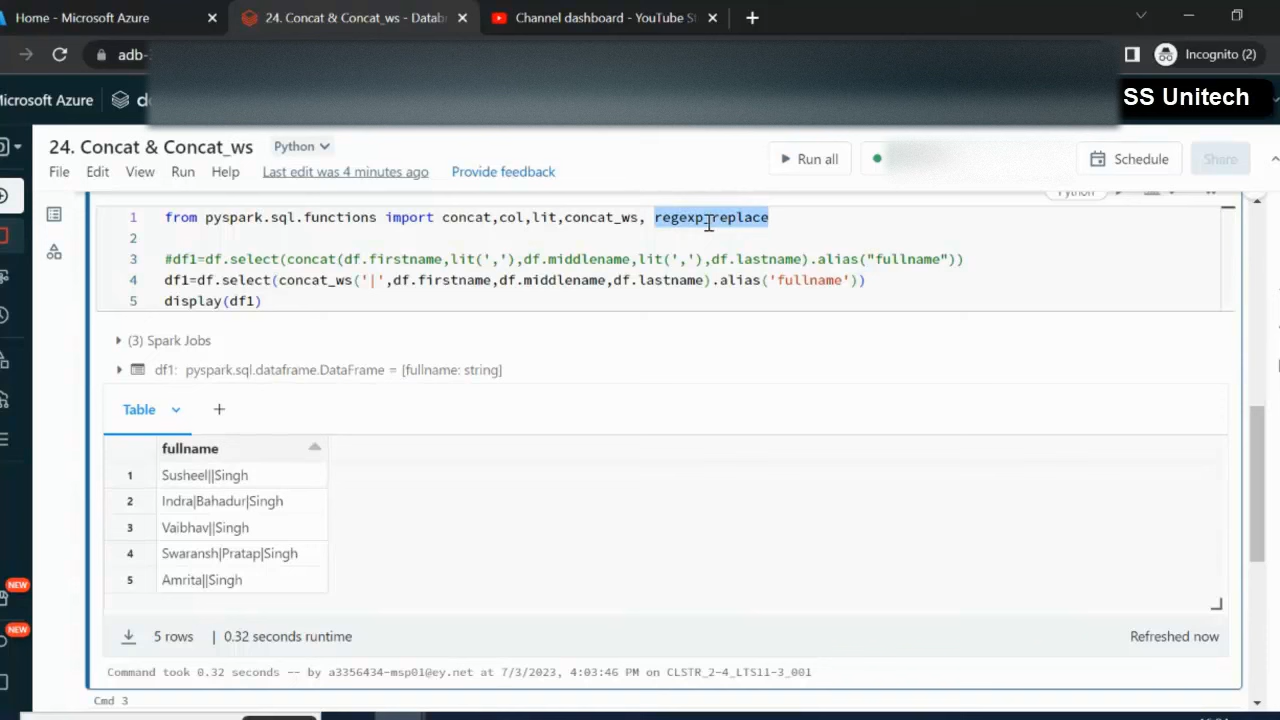 Home - Microsoft Azure
24. Concat & Concat_ws - Datab
Channel dashboard - YouTube St
adb-
Incognito (2)
Microsoft Azure
SS Unitech
24. Concat & Concat_ws Python
Run all
Schedule
Share
File Edit View Run Help Last edit was 4 minutes ago Provide feedback
Python
1 from pyspark.sql.functions import concat,col,lit,concat_ws, regexp_replace
2
3 #df1=df.select(concat(df.firstname,lit(','),df.middlename,lit(','),df.lastname).alias("fullname"))
4 df1=df.select(concat_ws('|',df.firstname,df.middlename,df.lastname).alias('fullname'))
5 display(df1)
(3) Spark Jobs
df1: pyspark.sql.dataframe.DataFrame = [fullname: string]
Table +
fullname
1 Susheel||Singh
2 Indra|Bahadur|Singh
3 Vaibhav||Singh
4 Swaransh|Pratap|Singh
5 Amrita||Singh
NEW
NEW
5 rows | 0.32 seconds runtime
Refreshed now
Command took 0.32 seconds -- by a3356434-msp01@ey.net at 7/3/2023, 4:03:46 PM on CLSTR_2-4_LTS11-3_001
Cmd 3